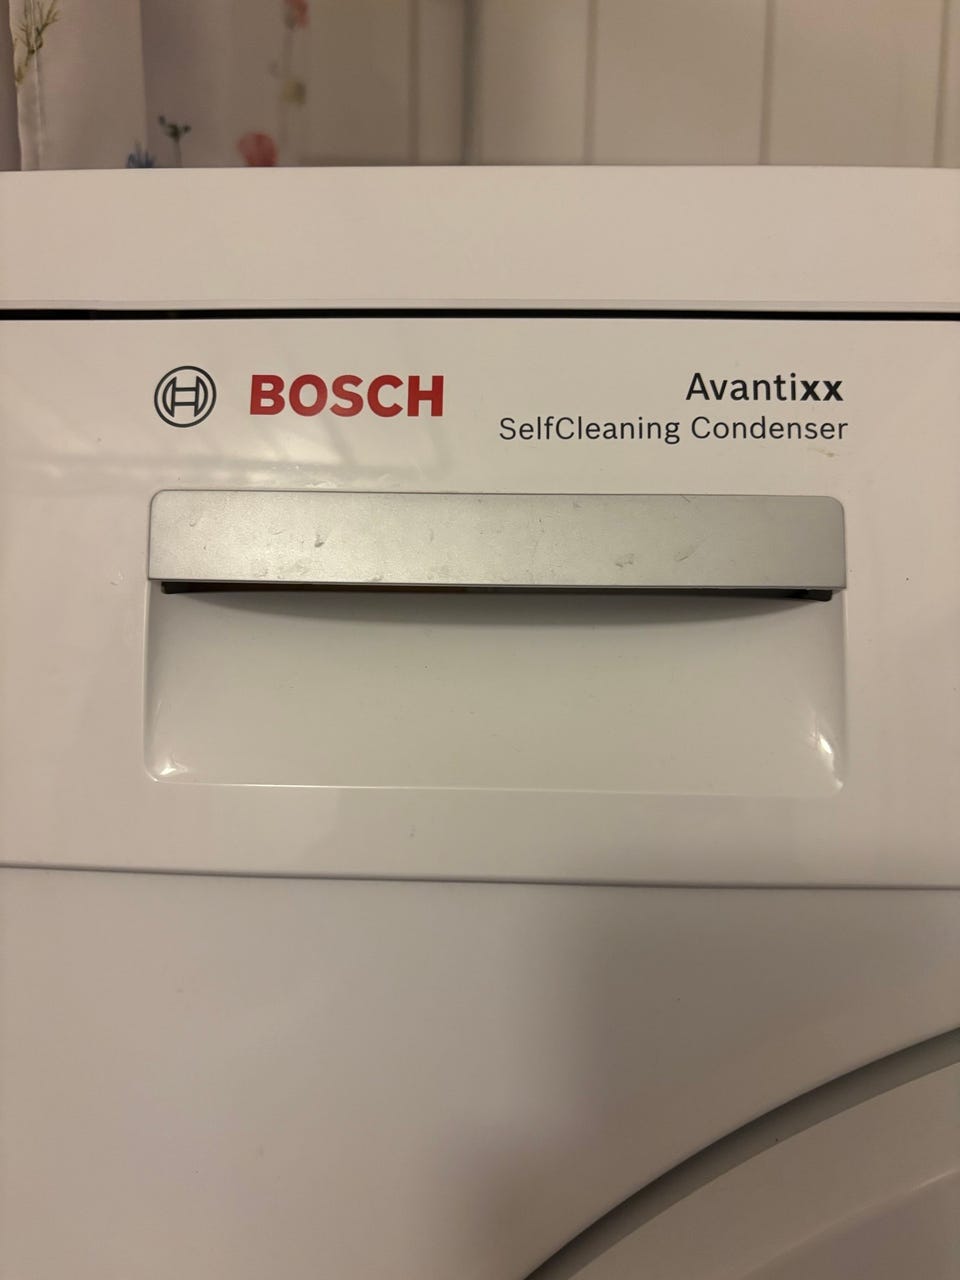 BOSCH
Avantixx
SelfCleaning Condenser